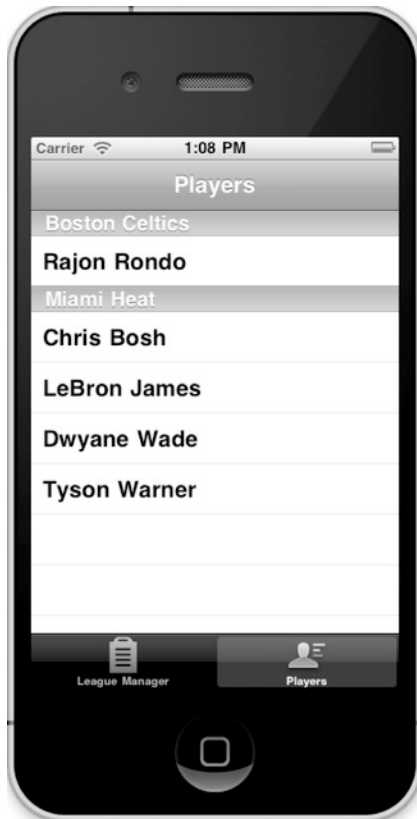 Carrier 1:08 PM
Players
Boston Celtics
Rajon Rondo
Miami Heat
Chris Bosh
LeBron James
Dwyane Wade
Tyson Warner
League Manager Players